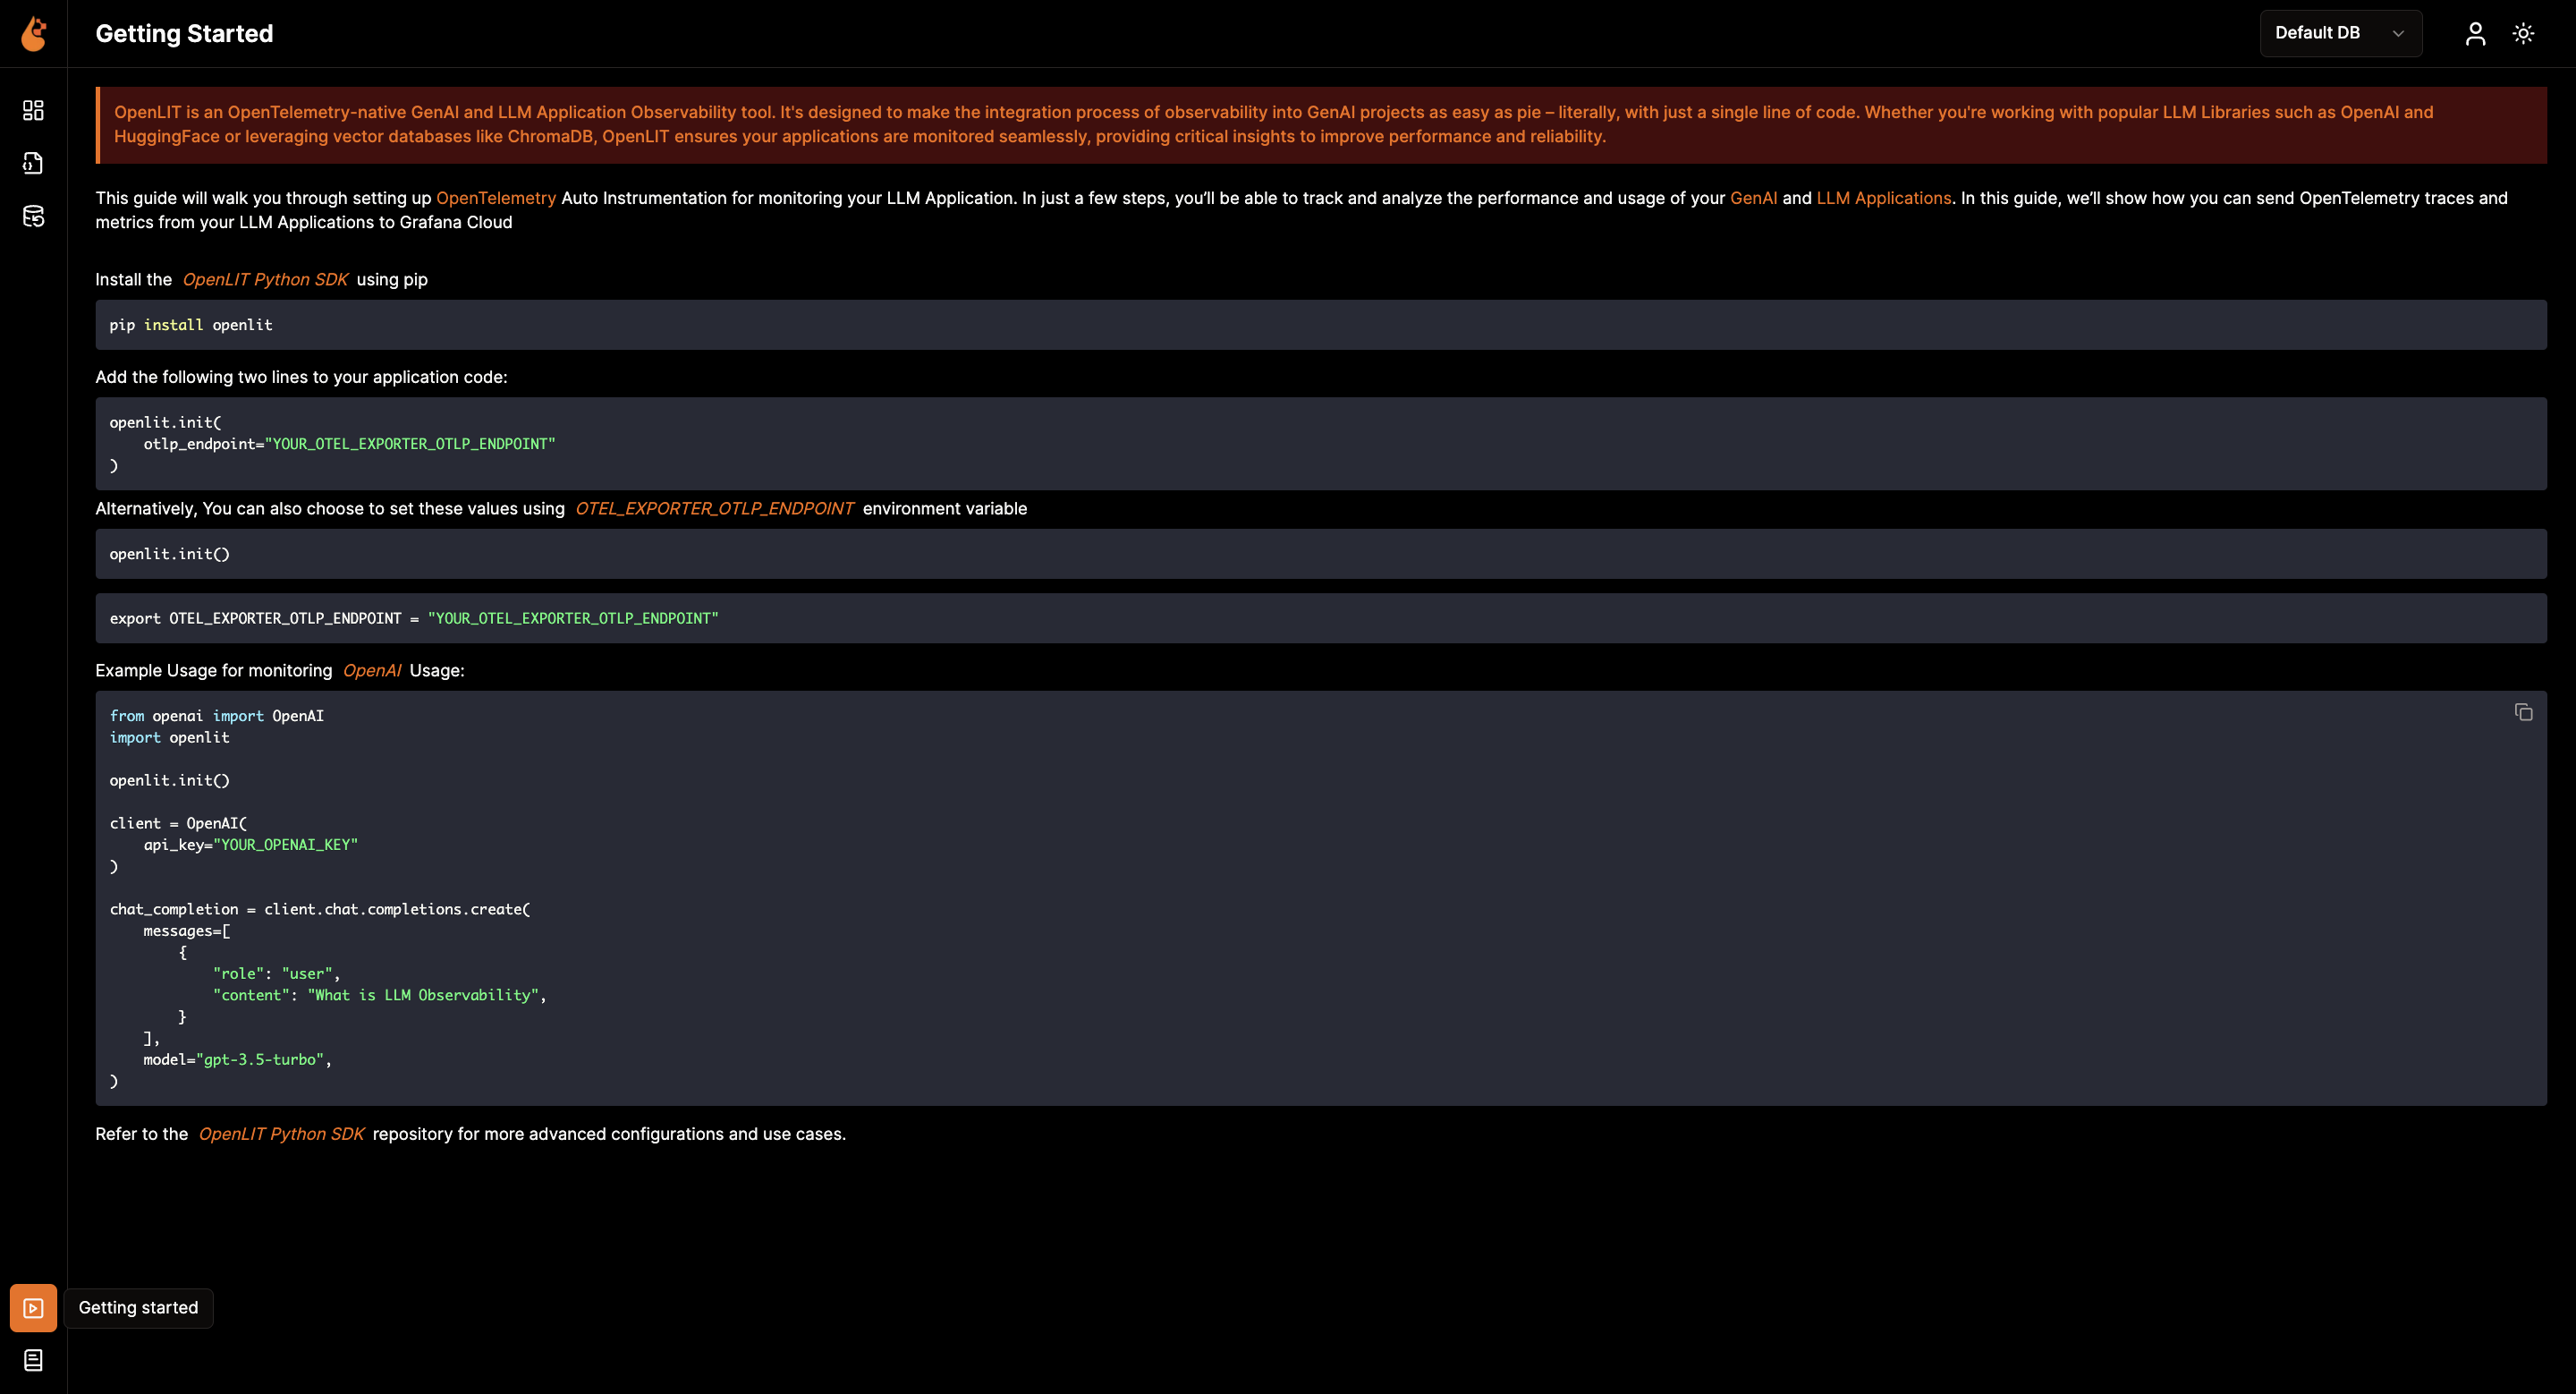 Getting Started
Default DB
OpenLIT is an OpenTelemetry-native GenAI and LLM Application Observability tool. It's designed to make the integration process of observability into GenAI projects as easy as pie – literally, with just a single line of code. Whether you're working with popular LLM Libraries such as OpenAI and
HuggingFace or leveraging vector databases like ChromaDB, OpenLIT ensures your applications are monitored seamlessly, providing critical insights to improve performance and reliability.
This guide will walk you through setting up OpenTelemetry Auto Instrumentation for monitoring your LLM Application. In just a few steps, you’ll be able to track and analyze the performance and usage of your GenAI and LLM Applications. In this guide, we’ll show how you can send OpenTelemetry traces and
metrics from your LLM Applications to Grafana Cloud
Install the OpenLIT Python SDK using pip
pip install openlit
Add the following two lines to your application code:
openlit.init(
    otlp_endpoint="YOUR_OTEL_EXPORTER_OTLP_ENDPOINT"
)
Alternatively, You can also choose to set these values using OTEL_EXPORTER_OTLP_ENDPOINT environment variable
openlit.init()
export OTEL_EXPORTER_OTLP_ENDPOINT = "YOUR_OTEL_EXPORTER_OTLP_ENDPOINT"
Example Usage for monitoring OpenAI Usage:
from openai import OpenAI
import openlit
openlit.init()
client = OpenAI(
    api_key="YOUR_OPENAI_KEY"
)
chat_completion = client.chat.completions.create(
    messages=[
        {
            "role": "user",
            "content": "What is LLM Observability",
        }
    ],
    model="gpt-3.5-turbo",
)
Refer to the OpenLIT Python SDK repository for more advanced configurations and use cases.
Getting started